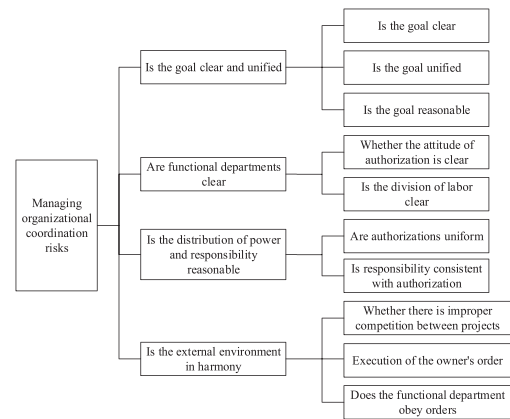 Managing
organizational
coordination
risks
Is the goal clear and unified
Is the goal clear
Is the goal unified
Is the goal reasonable
Are functional departments
clear
Whether the attitude of
authorization is clear
Is the division of labor
clear
Is the distribution of power
and responsibility
reasonable
Are authorizations uniform
Is responsibility consistent
with authorization
Is the external environment
in harmony
Whether there is improper
competition between projects
Execution of the owner's order
Does the functional department
obey orders